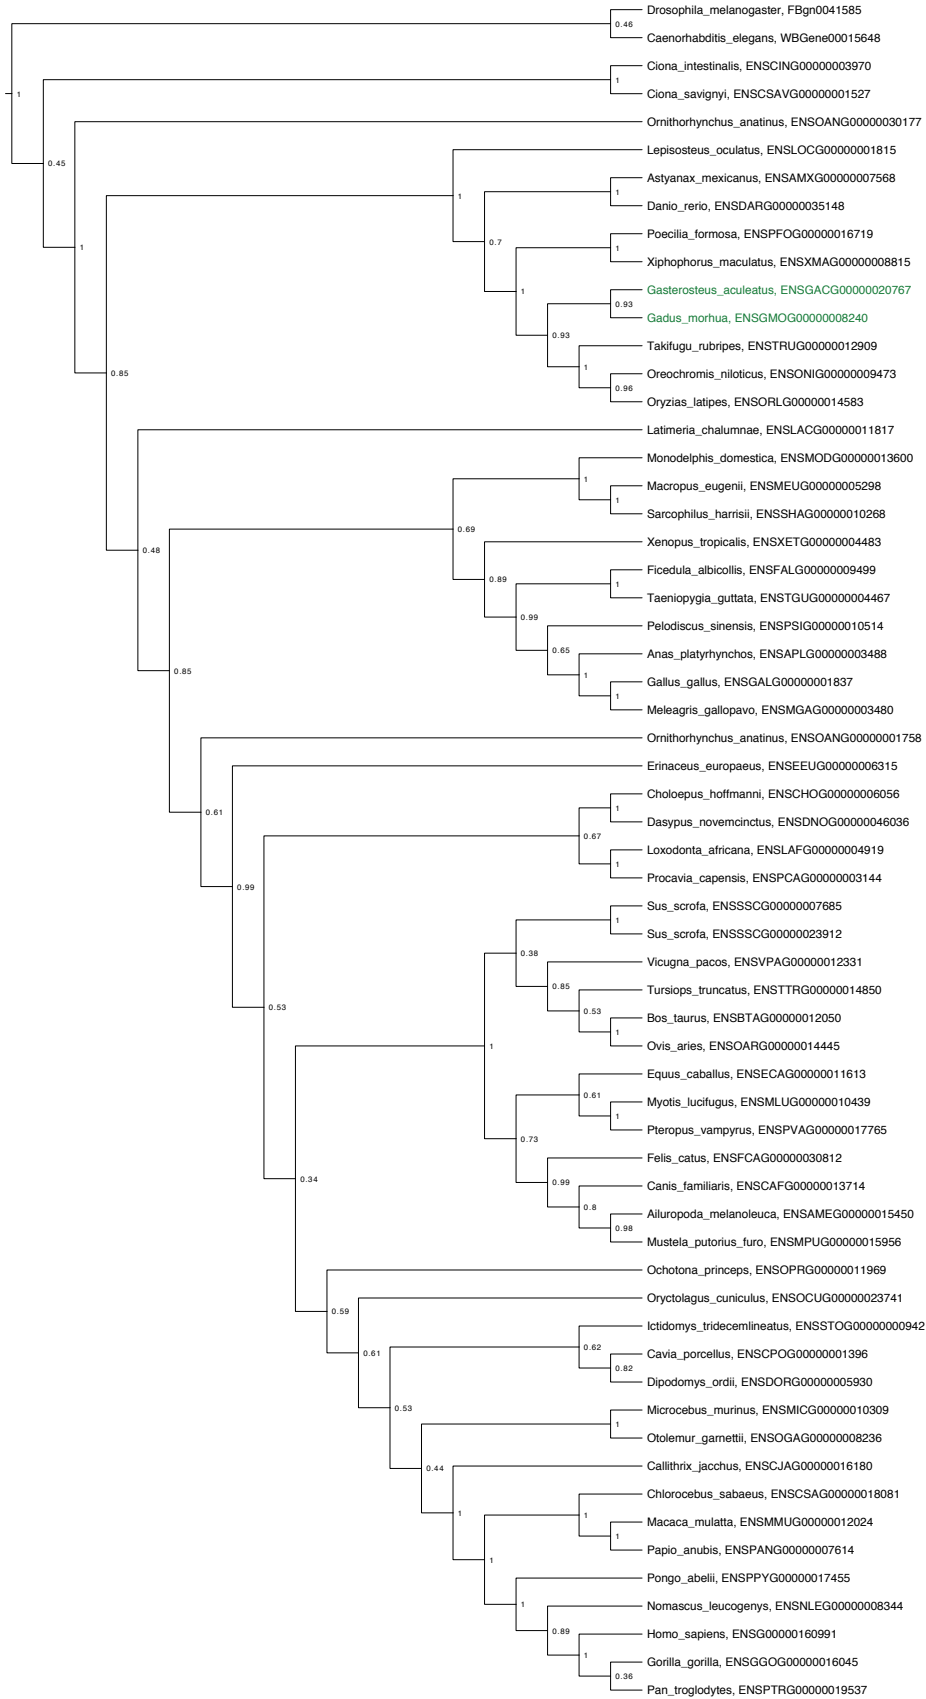 Drosophila_melanogaster, FBgn0041585
0.46
Caenorhabditis_elegans, WBGene00015648
Ciona_intestinalis, ENSCING00000003970
1
Ciona_savignyi, ENSCSAVG00000001527
1
Ornithorhynchus_anatinus, ENSOANG00000030177
Lepisosteus_oculatus, ENSLOCG00000001815
0.45
Astyanax_mexicanus, ENSAMXG00000007568
1
1
Danio_rerio, ENSDARG00000035148
Poecilia_formosa, ENSPFOG00000016719
0.7
1
1
Xiphophorus_maculatus, ENSXMAG00000008815
Gasterosteus_aculeatus, ENSGACG00000020767
1
0.93
Gadus_morhua, ENSGMOG00000008240
0.93
Takifugu_rubripes, ENSTRUG00000012909
1
Oreochromis_niloticus, ENSONIG00000009473
0.85
0.96
Oryzias_latipes, ENSORLG00000014583
Latimeria_chalumnae, ENSLACG00000011817
Monodelphis_domestica, ENSMODG00000013600
1
Macropus_eugenii, ENSMEUG00000005298
1
Sarcophilus_harrisii, ENSSHAG00000010268
0.69
Xenopus_tropicalis, ENSXETG00000004483
0.48
Ficedula_albicollis, ENSFALG00000009499
0.89
1
Taeniopygia_guttata, ENSTGUG00000004467
0.99
Pelodiscus_sinensis, ENSPSIG00000010514
0.65
Anas_platyrhynchos, ENSAPLG00000003488
0.85
1
Gallus_gallus, ENSGALG00000001837
1
Meleagris_gallopavo, ENSMGAG00000003480
Ornithorhynchus_anatinus, ENSOANG00000001758
Erinaceus_europaeus, ENSEEUG00000006315
Choloepus_hoffmanni, ENSCHOG00000006056
0.61
1
Dasypus_novemcinctus, ENSDNOG00000046036
0.67
Loxodonta_africana, ENSLAFG00000004919
1
Procavia_capensis, ENSPCAG00000003144
0.99
Sus_scrofa, ENSSSCG00000007685
1
Sus_scrofa, ENSSSCG00000023912
0.38
Vicugna_pacos, ENSVPAG00000012331
0.85
Tursiops_truncatus, ENSTTRG00000014850
0.53
0.53
Bos_taurus, ENSBTAG00000012050
1
Ovis_aries, ENSOARG00000014445
1
Equus_caballus, ENSECAG00000011613
0.61
Myotis_lucifugus, ENSMLUG00000010439
1
Pteropus_vampyrus, ENSPVAG00000017765
0.73
Felis_catus, ENSFCAG00000030812
0.34
0.99
Canis_familiaris, ENSCAFG00000013714
0.8
Ailuropoda_melanoleuca, ENSAMEG00000015450
0.98
Mustela_putorius_furo, ENSMPUG00000015956
Ochotona_princeps, ENSOPRG00000011969
Oryctolagus_cuniculus, ENSOCUG00000023741
0.59
Ictidomys_tridecemlineatus, ENSSTOG00000000942
0.62
Cavia_porcellus, ENSCPOG00000001396
0.61
0.82
Dipodomys_ordii, ENSDORG00000005930
0.53
Microcebus_murinus, ENSMICG00000010309
1
Otolemur_garnettii, ENSOGAG00000008236
Callithrix_jacchus, ENSCJAG00000016180
0.44
Chlorocebus_sabaeus, ENSCSAG00000018081
1
1
Macaca_mulatta, ENSMMUG00000012024
1
Papio_anubis, ENSPANG00000007614
1
Pongo_abelii, ENSPPYG00000017455
1
Nomascus_leucogenys, ENSNLEG00000008344
0.89
Homo_sapiens, ENSG00000160991
1
Gorilla_gorilla, ENSGGOG00000016045
0.36
Pan_troglodytes, ENSPTRG00000019537